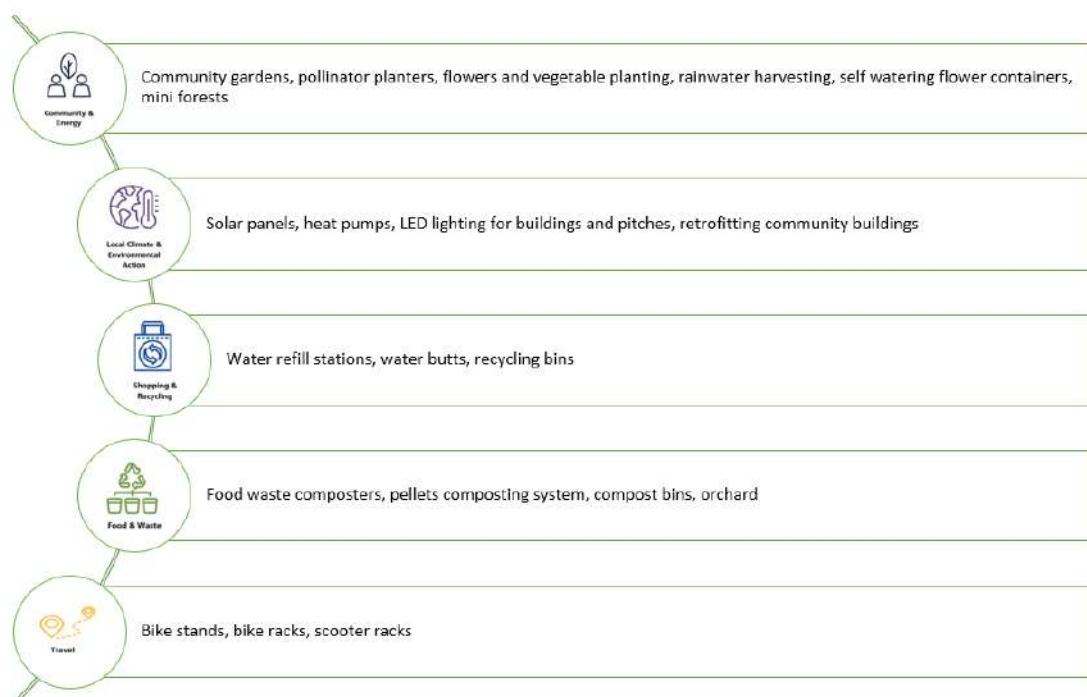 Community &
Energy
Community gardens, pollinator planters, flowers and vegetable planting, rainwater harvesting, self watering flower containers,
mini forests
Local Climate &
Environmental
Action
Solar panels, heat pumps, LED lighting for buildings and pitches, retrofitting community buildings
Shopping &
Recycling
Water refill stations, water butts, recycling bins
Food & Waste
Food waste composters, pellets composting system, compost bins, orchard
Travel
Bike stands, bike racks, scooter racks